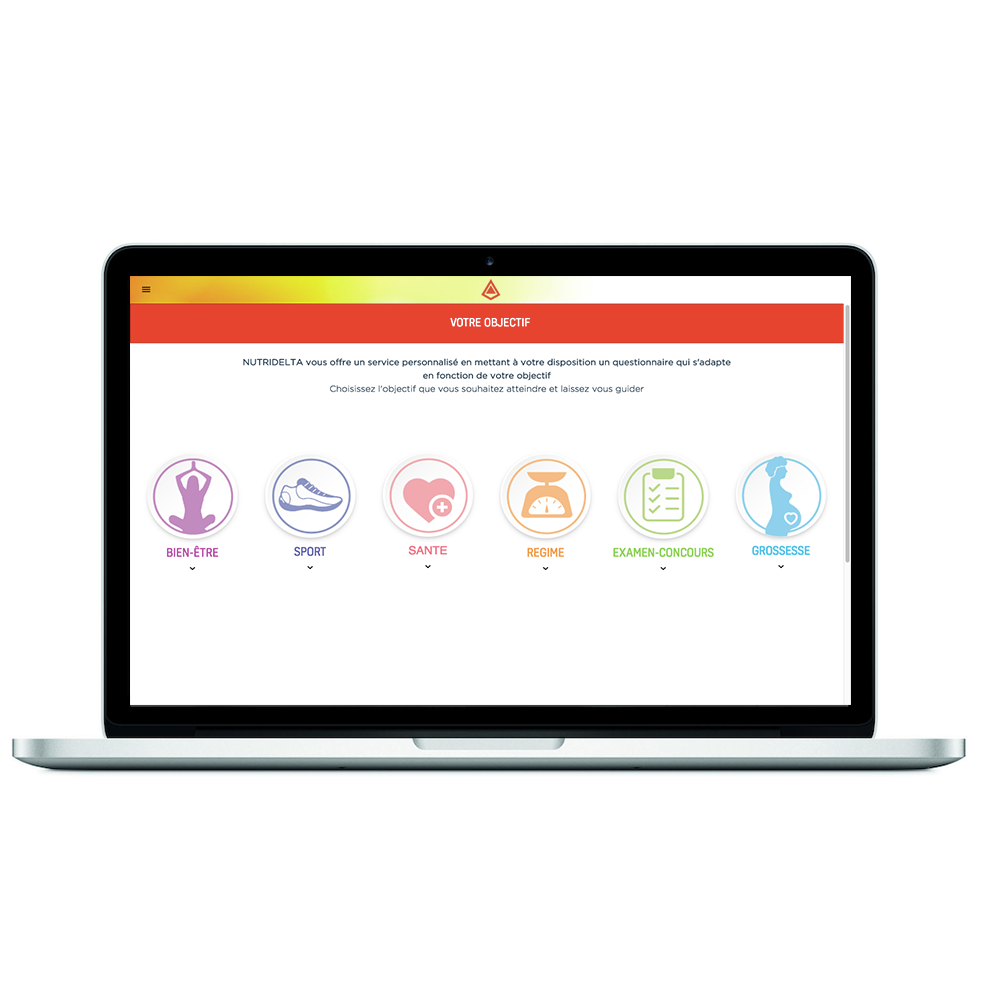 VOTRE OBJECTIF
NUTRIDELTA vous offre un service personnalisé en mettant à votre disposition un questionnaire qui s'adapte
en fonction de votre objectif
Choisissez l'objectif que vous souhaitez atteindre et laissez vous guider
BIEN-ÊTRE
SPORT
SANTE
REGIME
EXAMEN-CONCOURS
GROSSESSE